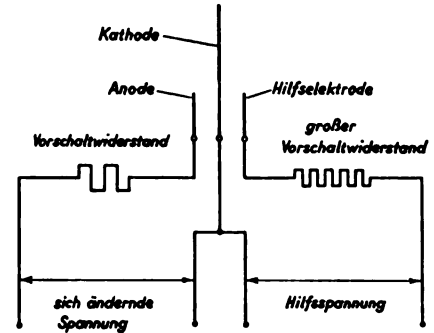 Kathode
Anode
Hilfselektrode
Vorschaltwiderstand
großer
Vorschaltwiderstand
sich ändernde
Spannung
Hilfsspannung